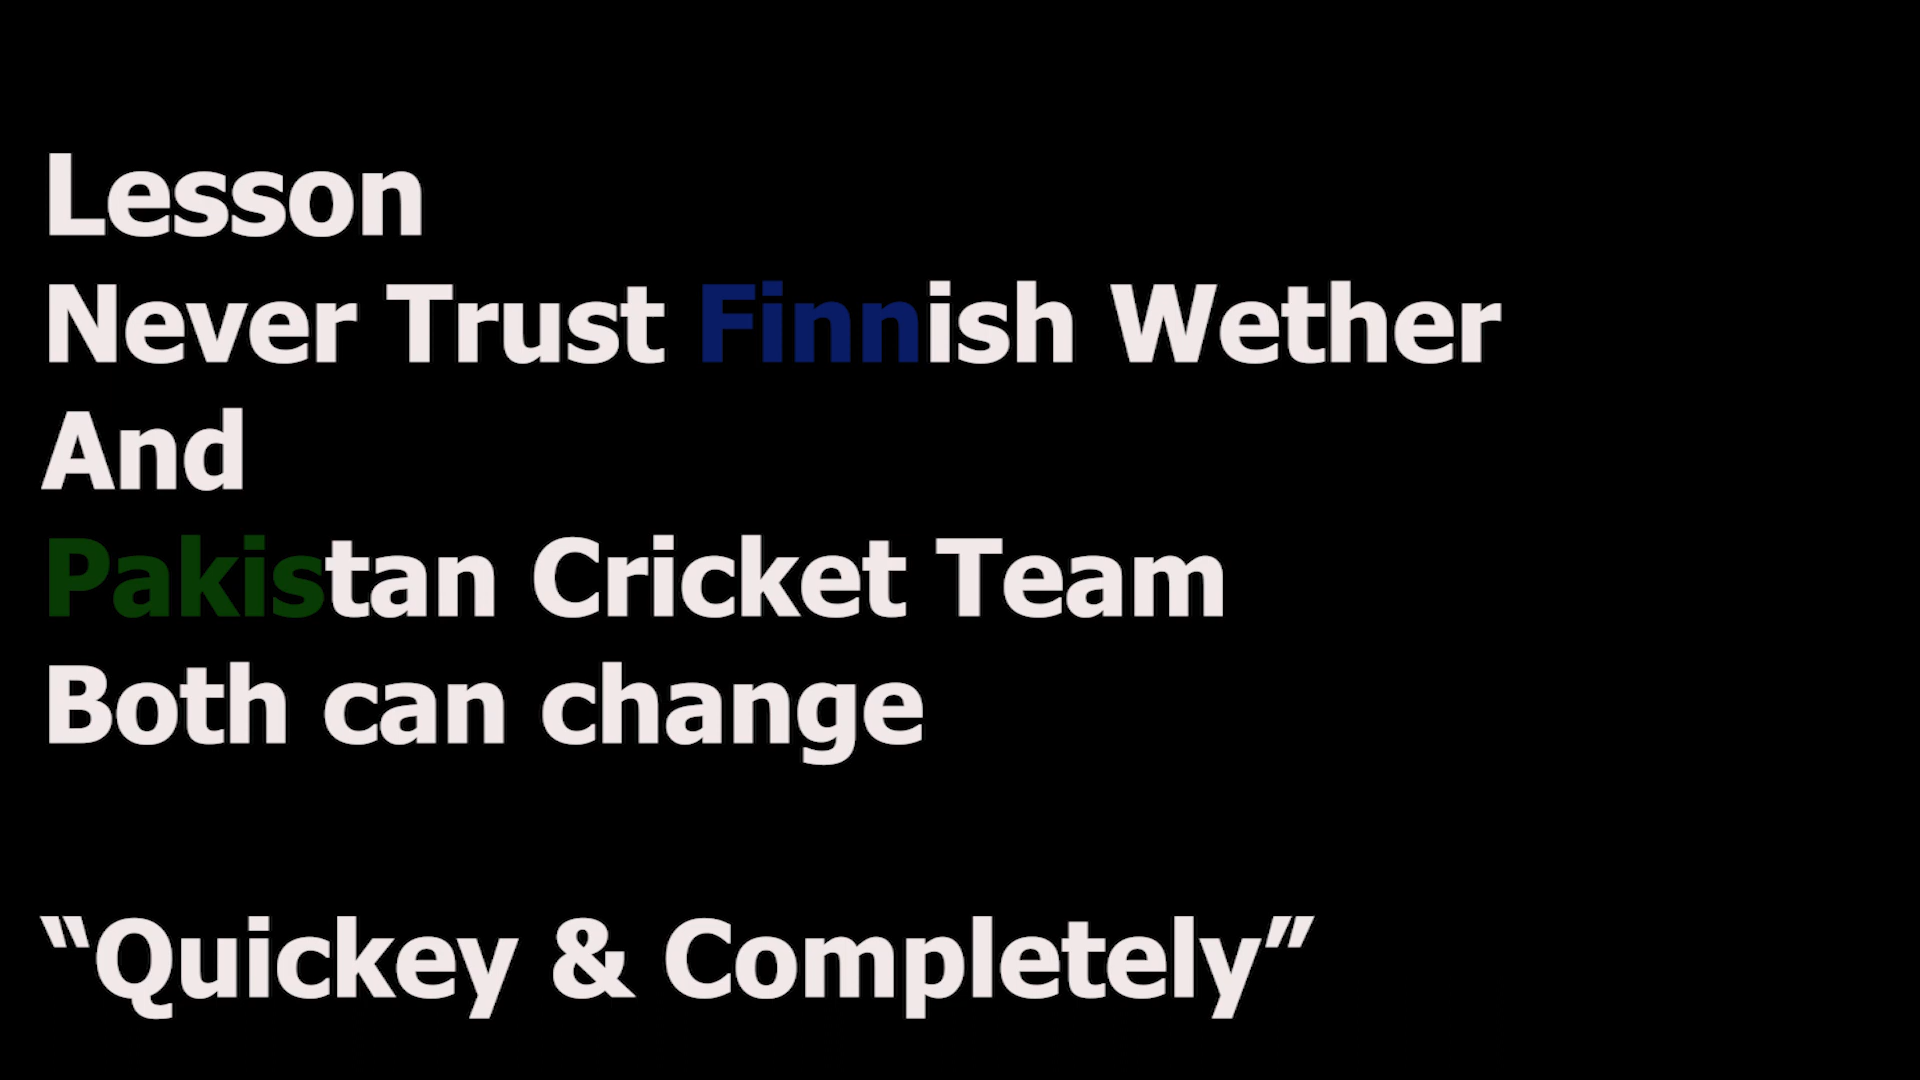 Lesson
Never Trust Finnish Wether
And
Pakistan Cricket Team
Both can change
“Quickey & Completely”